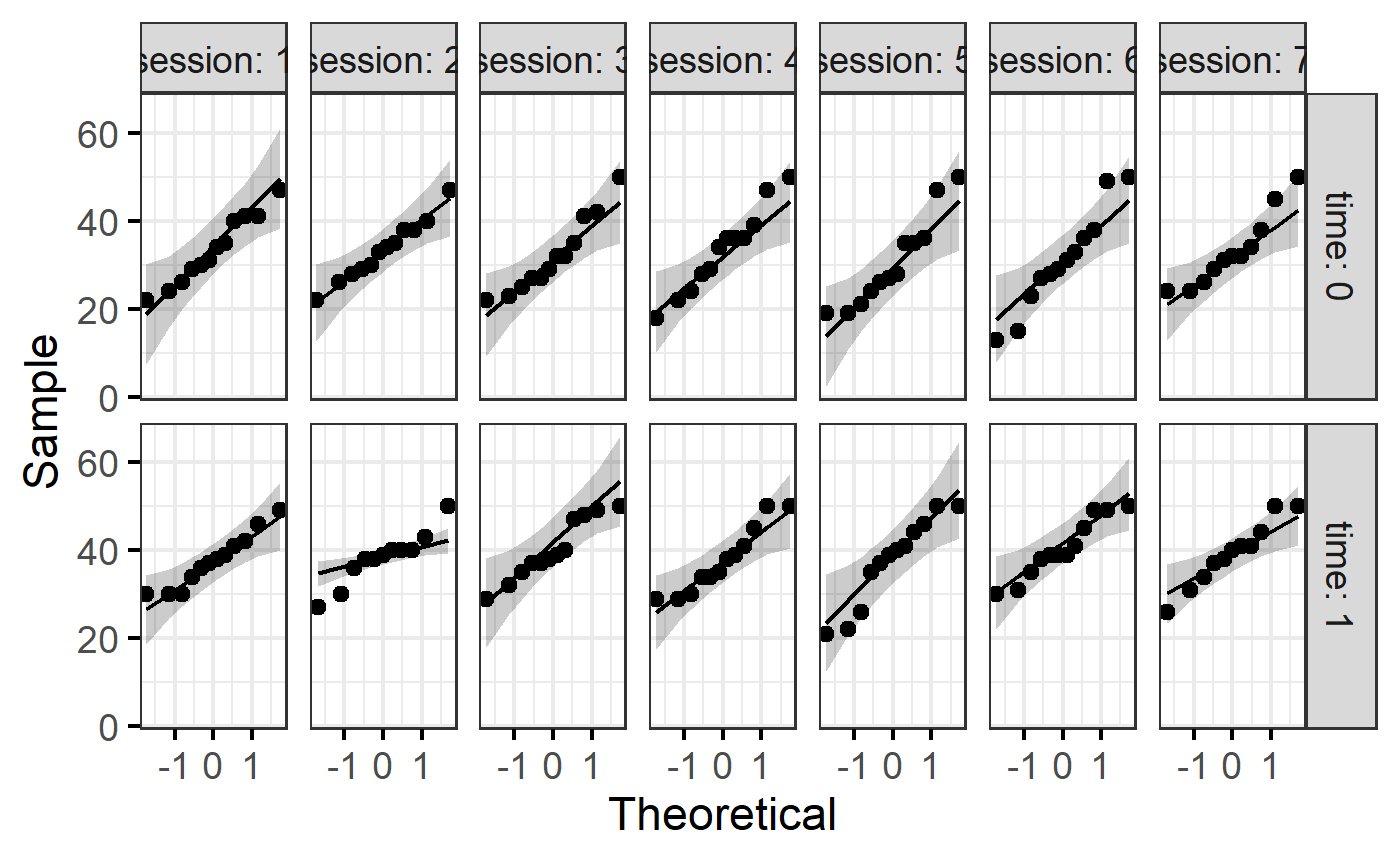 session: 1
session: 2
session: 3
session: 4
session: 5
session: 6
session: 7
Sample
60
40
20
0
time: 0
60
40
20
0
time: 1
-1 0 1
-1 0 1
-1 0 1
-1 0 1
-1 0 1
-1 0 1
-1 0 1
Theoretical